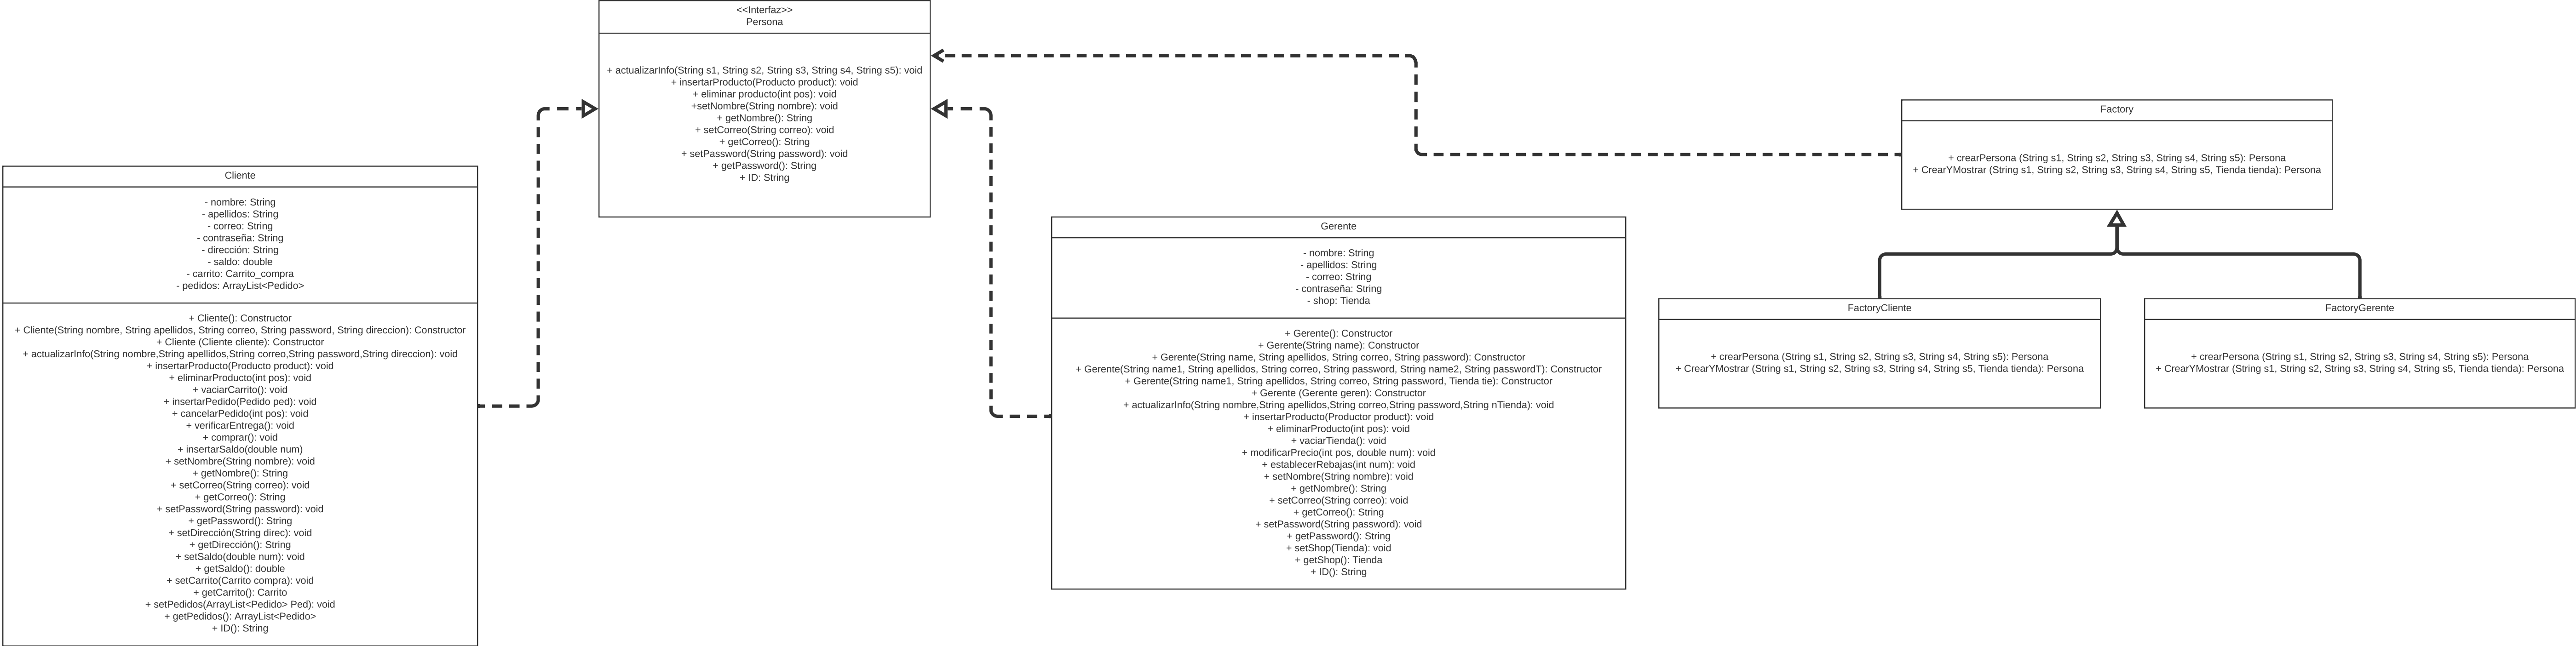 <<Interfaz>>
Persona
+ actualizarInfo(String s1, String s2, String s3, String s4, String s5): void
+ insertarProducto(Producto product): void
+ eliminar producto(int pos): void
+setNombre(String nombre): void
+ getNombre(): String
+ setCorreo(String correo): void
+ getCorreo(): String
+ setPassword(String password): void
+ getPassword(): String
+ ID: String
Cliente
- nombre: String
- apellidos: String
- correo: String
- contraseña: String
- dirección: String
- saldo: double
- carrito: Carrito_compra
- pedidos: ArrayList<Pedido>
+ Cliente(): Constructor
+ Cliente(String nombre, String apellidos, String correo, String password, String direccion): Constructor
+ Cliente (Cliente cliente): Constructor
+ actualizarInfo(String nombre,String apellidos,String correo,String password,String direccion): void
+ insertarProducto(Producto product): void
+ eliminarProducto(int pos): void
+ vaciarCarrito(): void
+ insertarPedido(Pedido ped): void
+ cancelarPedido(int pos): void
+ verificarEntrega(): void
+ comprar(): void
+ insertarSaldo(double num)
+ setNombre(String nombre): void
+ getNombre(): String
+ setCorreo(String correo): void
+ getCorreo(): String
+ setPassword(String password): void
+ getPassword(): String
+ setDirección(String direc): void
+ getDirección(): String
+ setSaldo(double num): void
+ getSaldo(): double
+ setCarrito(Carrito compra): void
+ getCarrito(): Carrito
+ setPedidos(ArrayList<Pedido> Ped): void
+ getPedidos(): ArrayList<Pedido>
+ ID(): String
Gerente
- nombre: String
- apellidos: String
- correo: String
- contraseña: String
- shop: Tienda
+ Gerente(): Constructor
+ Gerente(String name): Constructor
+ Gerente(String name, String apellidos, String correo, String password): Constructor
+ Gerente(String name1, String apellidos, String correo, String password, String name2, String passwordT): Constructor
+ Gerente(String name1, String apellidos, String correo, String password, Tienda tie): Constructor
+ Gerente (Gerente geren): Constructor
+ actualizarInfo(String nombre,String apellidos,String correo,String password,String nTienda): void
+ insertarProducto(Productor product): void
+ eliminarProducto(int pos): void
+ vaciarTienda(): void
+ modificarPrecio(int pos, double num): void
+ establecerRebajas(int num): void
+ setNombre(String nombre): void
+ getNombre(): String
+ setCorreo(String correo): void
+ getCorreo(): String
+ setPassword(String password): void
+ getPassword(): String
+ setShop(Tienda): void
+ getShop(): Tienda
+ ID(): String
Factory
+ crearPersona (String s1, String s2, String s3, String s4, String s5): Persona
+ CrearYMostrar (String s1, String s2, String s3, String s4, String s5, Tienda tienda): Persona
FactoryCliente
+ crearPersona (String s1, String s2, String s3, String s4, String s5): Persona
+ CrearYMostrar (String s1, String s2, String s3, String s4, String s5, Tienda tienda): Persona
FactoryGerente
+ crearPersona (String s1, String s2, String s3, String s4, String s5): Persona
+ CrearYMostrar (String s1, String s2, String s3, String s4, String s5, Tienda tienda): Persona